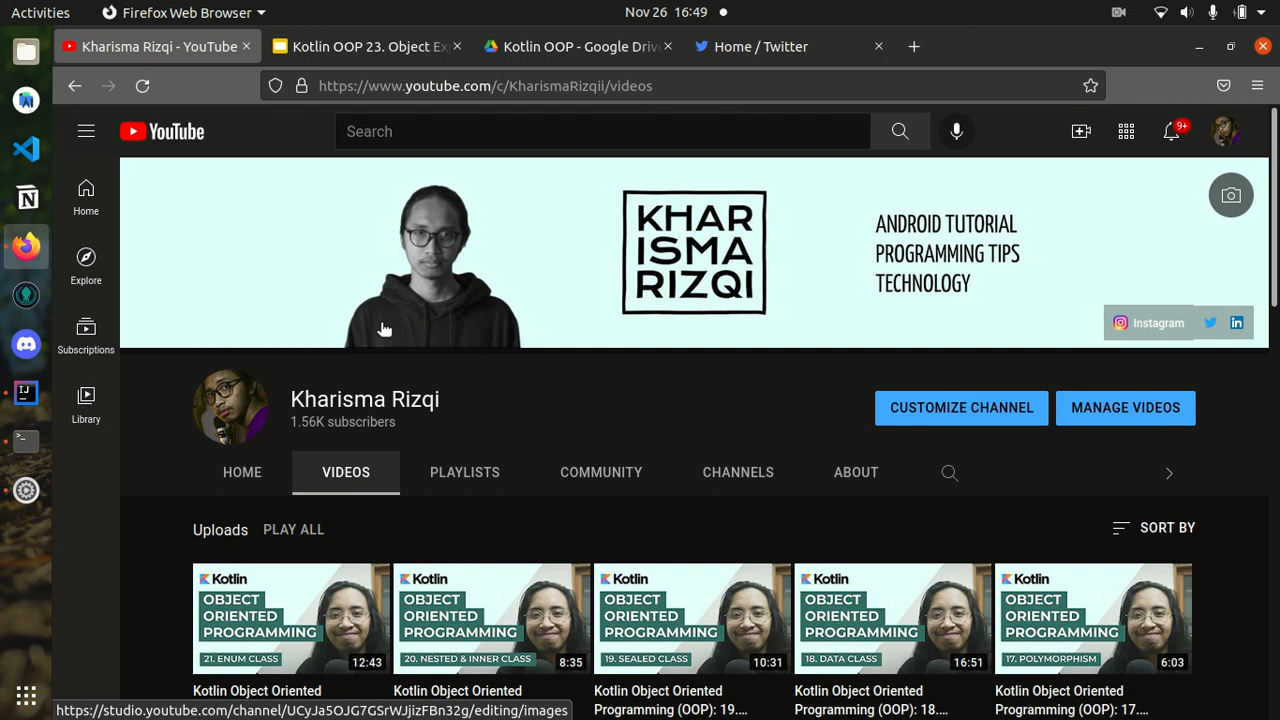 Activities
Firefox Web Browser
Nov 26 16:49
Kharisma Rizqi - YouTube
Kotlin OOP 23. Object Ex
Kotlin OOP - Google Driv
Home / Twitter
https://www.youtube.com/c/KharismaRizqii/videos
YouTube
Search
9+
Home
Explore
Subscriptions
Library
KHAR
ISMA
RIZQI
ANDROID TUTORIAL
PROGRAMMING TIPS
TECHNOLOGY
Instagram
Kharisma Rizqi
1.56K subscribers
CUSTOMIZE CHANNEL
MANAGE VIDEOS
HOME
VIDEOS
PLAYLISTS
COMMUNITY
CHANNELS
ABOUT
Uploads
PLAY ALL
SORT BY
Kotlin
OBJECT
ORIENTED
PROGRAMMING
21. ENUM CLASS
12:43
Kotlin Object Oriented
Kotlin
OBJECT
ORIENTED
PROGRAMMING
20. NESTED & INNER CLASS
8:35
Kotlin Object Oriented
Kotlin
OBJECT
ORIENTED
PROGRAMMING
19. SEALED CLASS
10:31
Kotlin Object Oriented
Programming (OOP): 19....
Kotlin
OBJECT
ORIENTED
PROGRAMMING
18. DATA CLASS
16:51
Kotlin Object Oriented
Programming (OOP): 18....
Kotlin
OBJECT
ORIENTED
PROGRAMMING
17. POLYMORPHISM
6:03
Kotlin Object Oriented
Programming (OOP): 17....
https://studio.youtube.com/channel/UCyJa5OJG7GSrWJjizFBn32g/editing/images